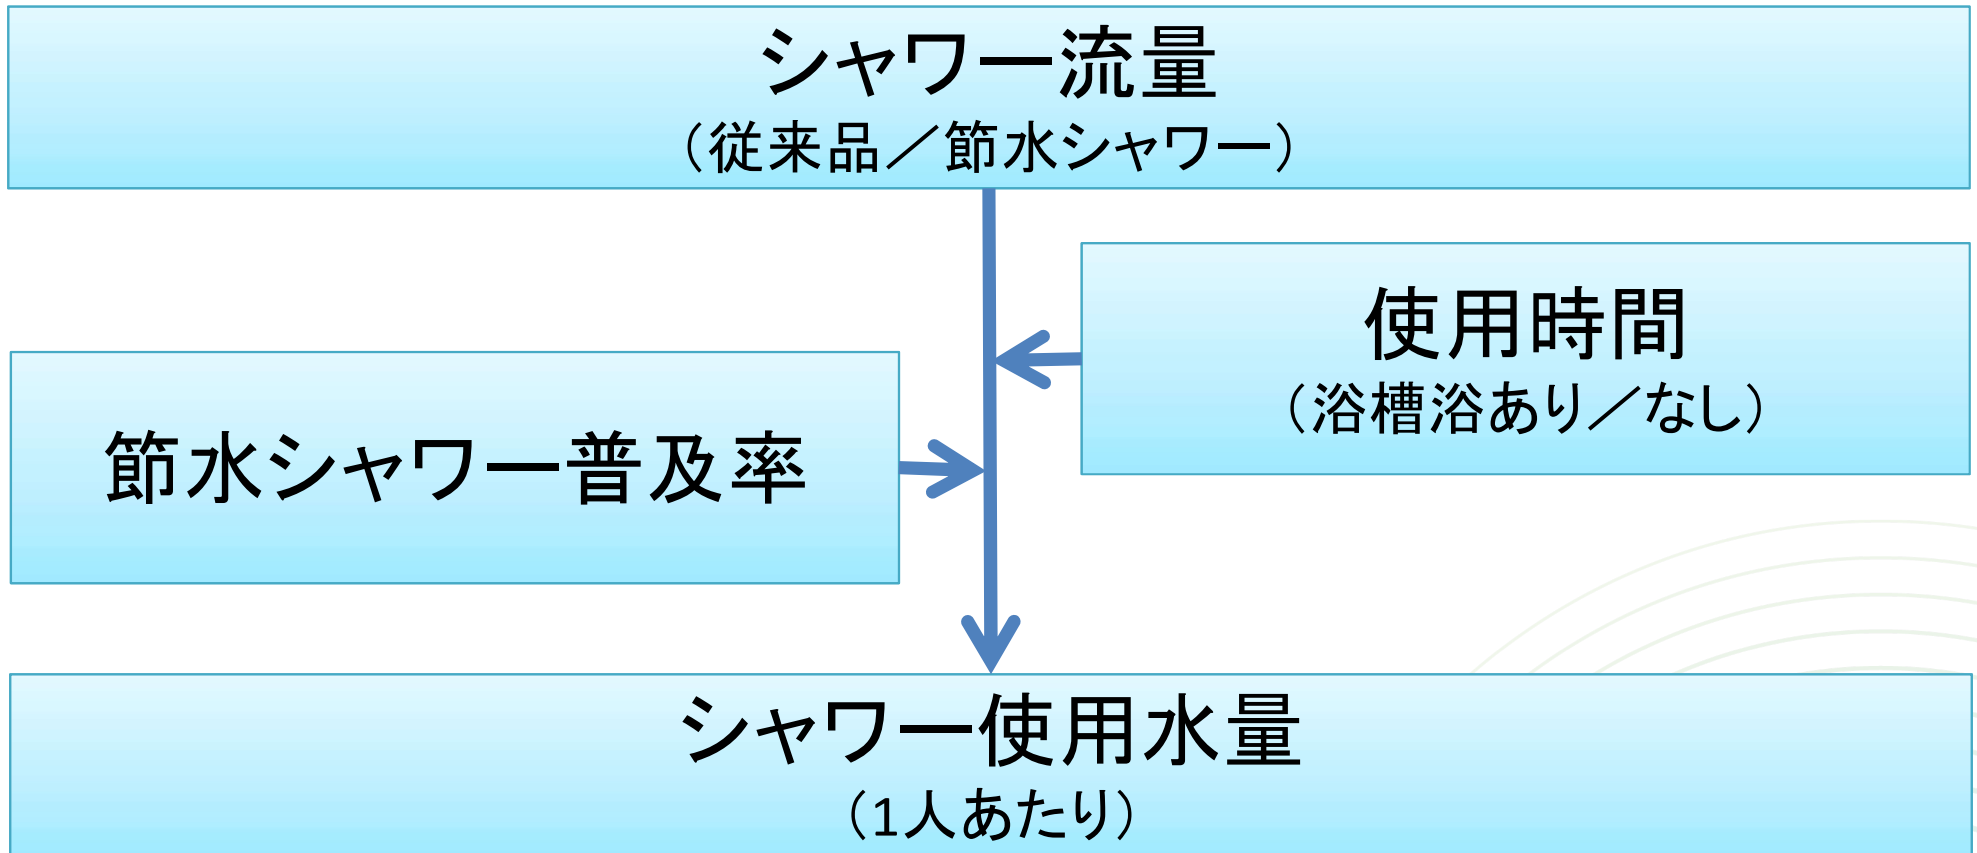 シャワー流量
（従来品／節水シャワー）
使用時間
（浴槽浴あり／なし）
節水シャワー普及率
シャワー使用水量
（1人あたり）